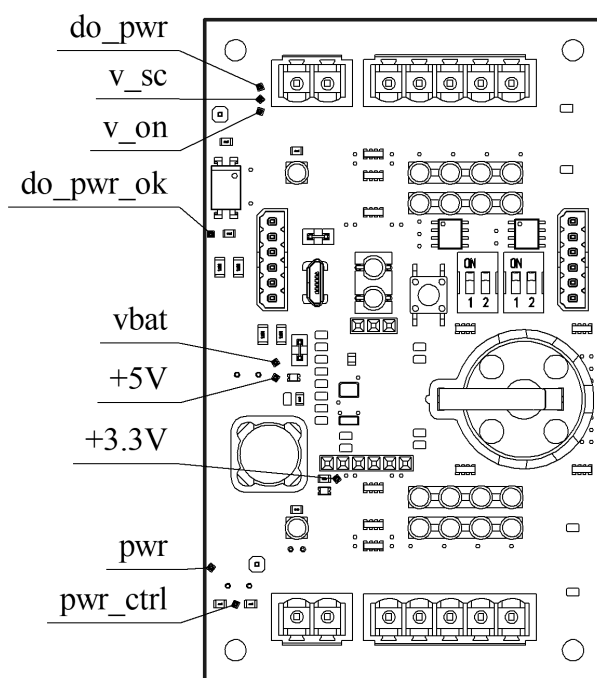 do_pwr
v_sc
v_on
do_pwr_ok
ON ON
1 2 1 2
vbat
+5V
+3.3V
pwr
pwr_ctrl